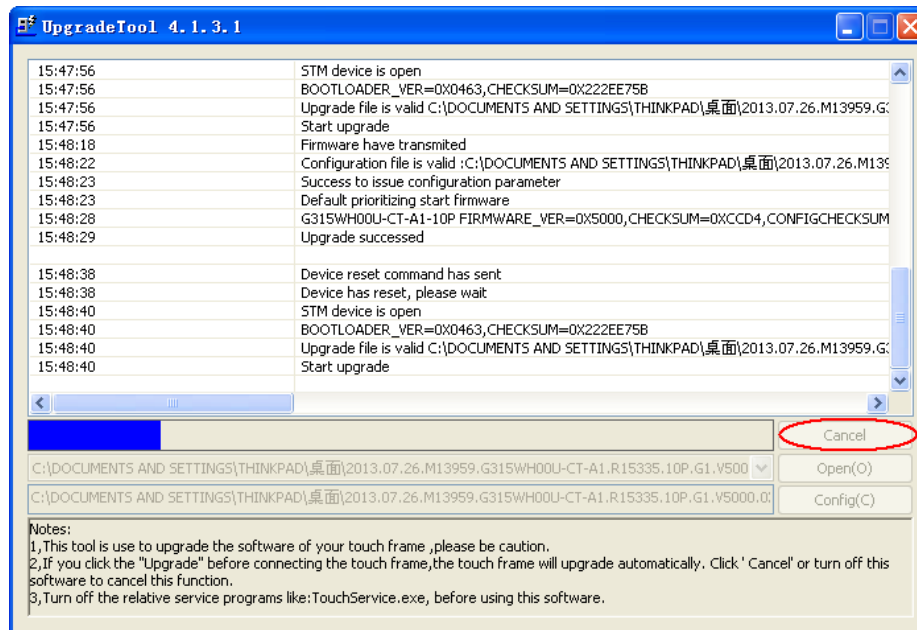 UpgradeTool 4.1.3.1
15:47:56 STM device is open
15:47:56 BOOTLOADER_VER=0X0463,CHECKSUM=0X222EE75B
15:47:56 Upgrade file is valid C:\DOCUMENTS AND SETTINGS\THINKPAD\桌面\2013.07.26.M13959.G3
15:47:56 Start upgrade
15:48:18 Firmware have transmited
15:48:22 Configuration file is valid :C:\DOCUMENTS AND SETTINGS\THINKPAD\桌面\2013.07.26.M139
15:48:23 Success to issue configuration parameter
15:48:23 Default prioritizing start firmware
15:48:28 G315WH00U-CT-A1-10P FIRMWARE_VER=0X5000,CHECKSUM=0XCCD4,CONFIGCHECKSUM
15:48:29 Upgrade successed
15:48:38 Device reset command has sent
15:48:38 Device has reset, please wait
15:48:40 STM device is open
15:48:40 BOOTLOADER_VER=0X0463,CHECKSUM=0X222EE75B
15:48:40 Upgrade file is valid C:\DOCUMENTS AND SETTINGS\THINKPAD\桌面\2013.07.26.M13959.G3
15:48:40 Start upgrade
Cancel
C:\DOCUMENTS AND SETTINGS\THINKPAD\桌面\2013.07.26.M13959.G315WH00U-CT-A1.R15335.10P.G1.V500 Open(O)
C:\DOCUMENTS AND SETTINGS\THINKPAD\桌面\2013.07.26.M13959.G315WH00U-CT-A1.R15335.10P.G1.V5000.0 Config(C)
Notes:
1,This tool is use to upgrade the software of your touch frame ,please be caution.
2,If you click the "Upgrade" before connecting the touch frame,the touch frame will upgrade automatically. Click ' Cancel' or turn off this
software to cancel this function.
3,Turn off the relative service programs like:TouchService.exe, before using this software.